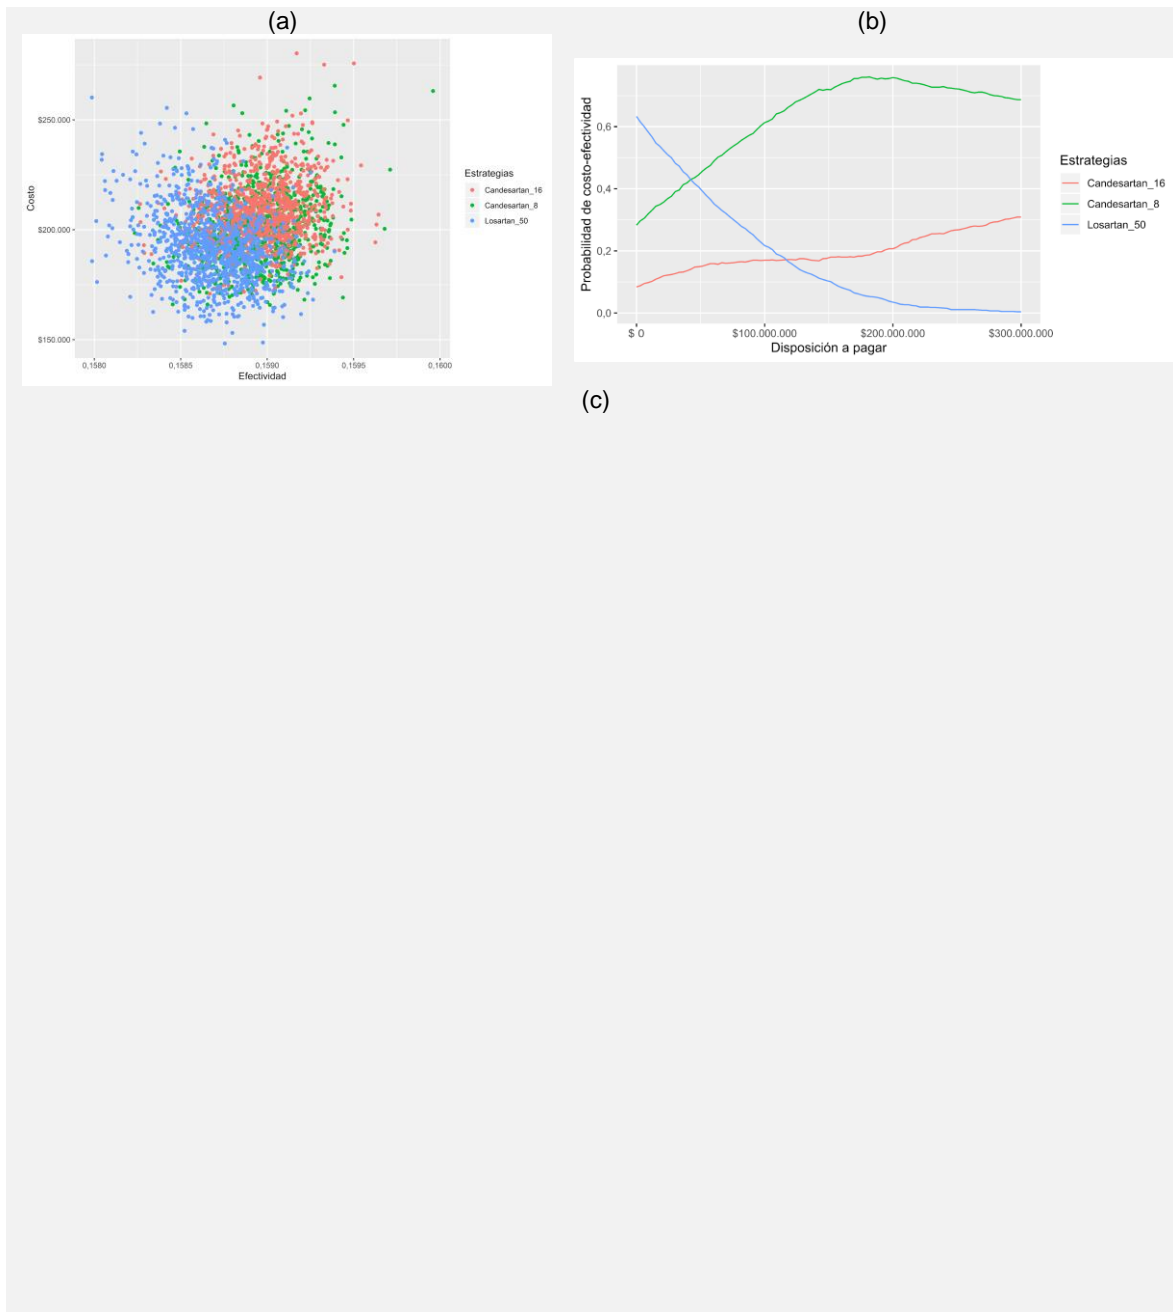 (a)
$250.000
$200.000
$150.000
Costo
0,1580
0,1585
0,1590
0,1595
0,1600
Efectividad
Estrategias
Candesartan_16
Candesartan_8
Losartan_50
(b)
Probabilidad de costo-efectividad
0,6
0,4
0,2
0,0
$ 0
$100.000.000
$200.000.000
$300.000.000
Disposición a pagar
Estrategias
Candesartan_16
Candesartan_8
Losartan_50
(c)